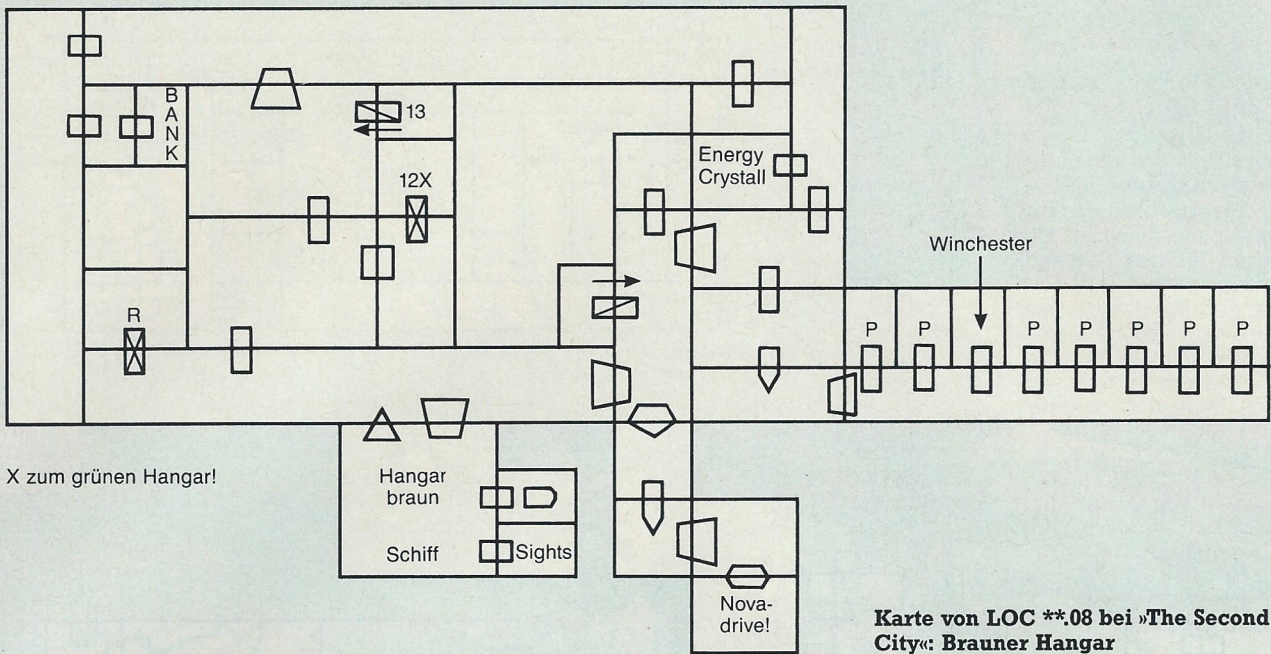 BANK
13
12X
Energy
Crystall
Winchester
R
P
P
P
P
P
P
P
X zum grünen Hangar!
Hangar
braun
Schiff
Sights
Nova-
drive!
Karte von LOC **.08 bei »The Second
City«: Brauner Hangar